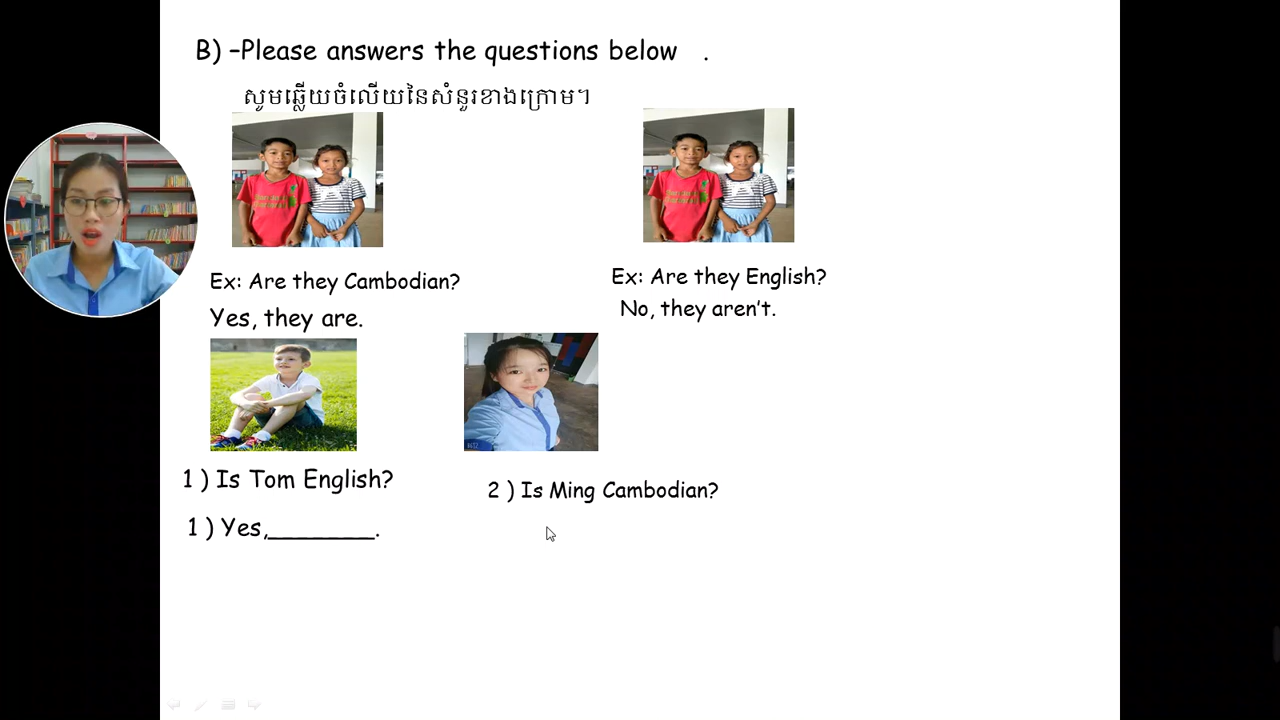 B) –Please answers the questions below .
សូមឆ្លើយចំលើយនៃសំនួរខាងក្រោម។
Ex: Are they Cambodian?
Yes, they are.
Ex: Are they English?
No, they aren't.
1 ) Is Tom English?
1 ) Yes,_______.
2 ) Is Ming Cambodian?